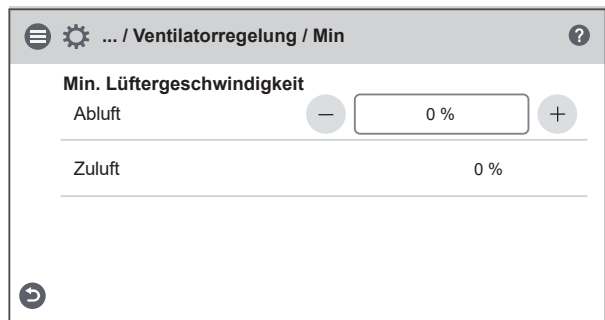 ... / Ventilatorregelung / Min ?
Min. Lüftergeschwindigkeit
Abluft − 0 % +
Zuluft 0 %